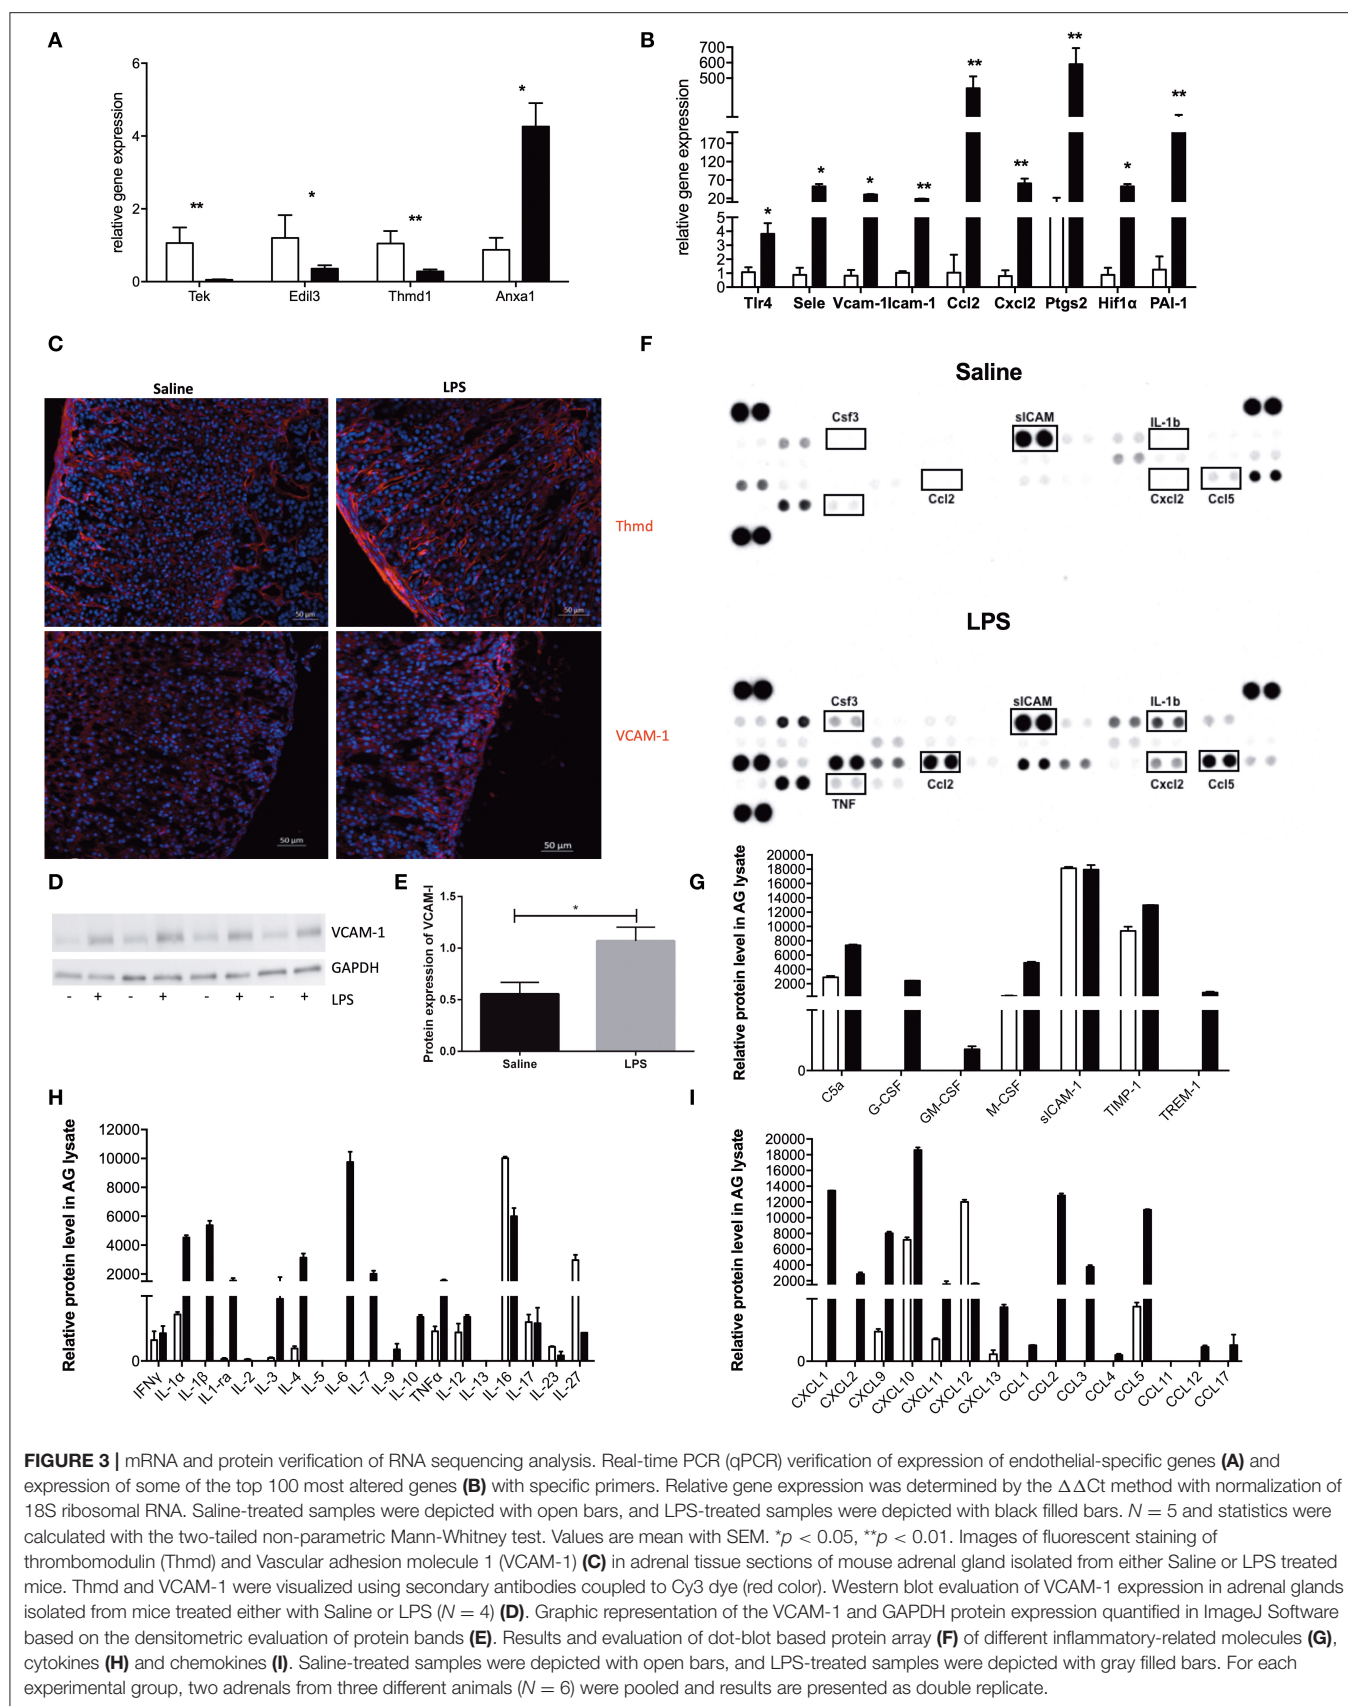 A
6
4
2
0
relative gene expression
**
*
**
*
Tek Edil3 Thmd1 Anxa1
B
700
500
170
120
70
20
5
4
3
2
1
0
relative gene expression
*
*
*
**
**
**
**
*
**
Tlr4 Sele Vcam-1 Icam-1 Ccl2 Cxcl2 Ptgs2 Hif1α PAI-1
C
Saline LPS
50 μm
50 μm
Thmd
50 μm
50 μm
VCAM-1
F
Saline
Csf3 sICAM IL-1b
Ccl2 Cxcl2 Ccl5
LPS
Csf3 sICAM IL-1b
TNF Ccl2 Cxcl2 Ccl5
D
VCAM-1
GAPDH
- + - + - + - + LPS
E
Protein expression of VCAM-I
1.5
1.0
0.5
0.0
*
Saline LPS
G
Relative protein level in AG lysate
20000
18000
16000
14000
12000
10000
8000
6000
4000
2000
0
C5a G-CSF GM-CSF M-CSF sICAM-1 TIMP-1 TREM-1
H
Relative protein level in AG lysate
12000
10000
8000
6000
4000
2000
0
IFNγ IL-1α IL-1β IL1-ra IL-2 IL-3 IL-4 IL-5 IL-6 IL-7 IL-9 IL-10 TNFα IL-12 IL-13 IL-16 IL-17 IL-23 IL-27
I
Relative protein level in AG lysate
20000
18000
16000
14000
12000
10000
8000
6000
4000
2000
0
CXCL1 CXCL2 CXCL9 CXCL10 CXCL11 CXCL12 CXCL13 CCL1 CCL2 CCL3 CCL4 CCL5 CCL11 CCL12 CCL17
FIGURE 3 | mRNA and protein verification of RNA sequencing analysis. Real-time PCR (qPCR) verification of expression of endothelial-specific genes (A) and
expression of some of the top 100 most altered genes (B) with specific primers. Relative gene expression was determined by the ΔΔCt method with normalization of
18S ribosomal RNA. Saline-treated samples were depicted with open bars, and LPS-treated samples were depicted with black filled bars. N = 5 and statistics were
calculated with the two-tailed non-parametric Mann-Whitney test. Values are mean with SEM. *p < 0.05, **p < 0.01. Images of fluorescent staining of
thrombomodulin (Thmd) and Vascular adhesion molecule 1 (VCAM-1) (C) in adrenal tissue sections of mouse adrenal gland isolated from either Saline or LPS treated
mice. Thmd and VCAM-1 were visualized using secondary antibodies coupled to Cy3 dye (red color). Western blot evaluation of VCAM-1 expression in adrenal glands
isolated from mice treated either with Saline or LPS (N = 4) (D). Graphic representation of the VCAM-1 and GAPDH protein expression quantified in ImageJ Software
based on the densitometric evaluation of protein bands (E). Results and evaluation of dot-blot based protein array (F) of different inflammatory-related molecules (G),
cytokines (H) and chemokines (I). Saline-treated samples were depicted with open bars, and LPS-treated samples were depicted with gray filled bars. For each
experimental group, two adrenals from three different animals (N = 6) were pooled and results are presented as double replicate.